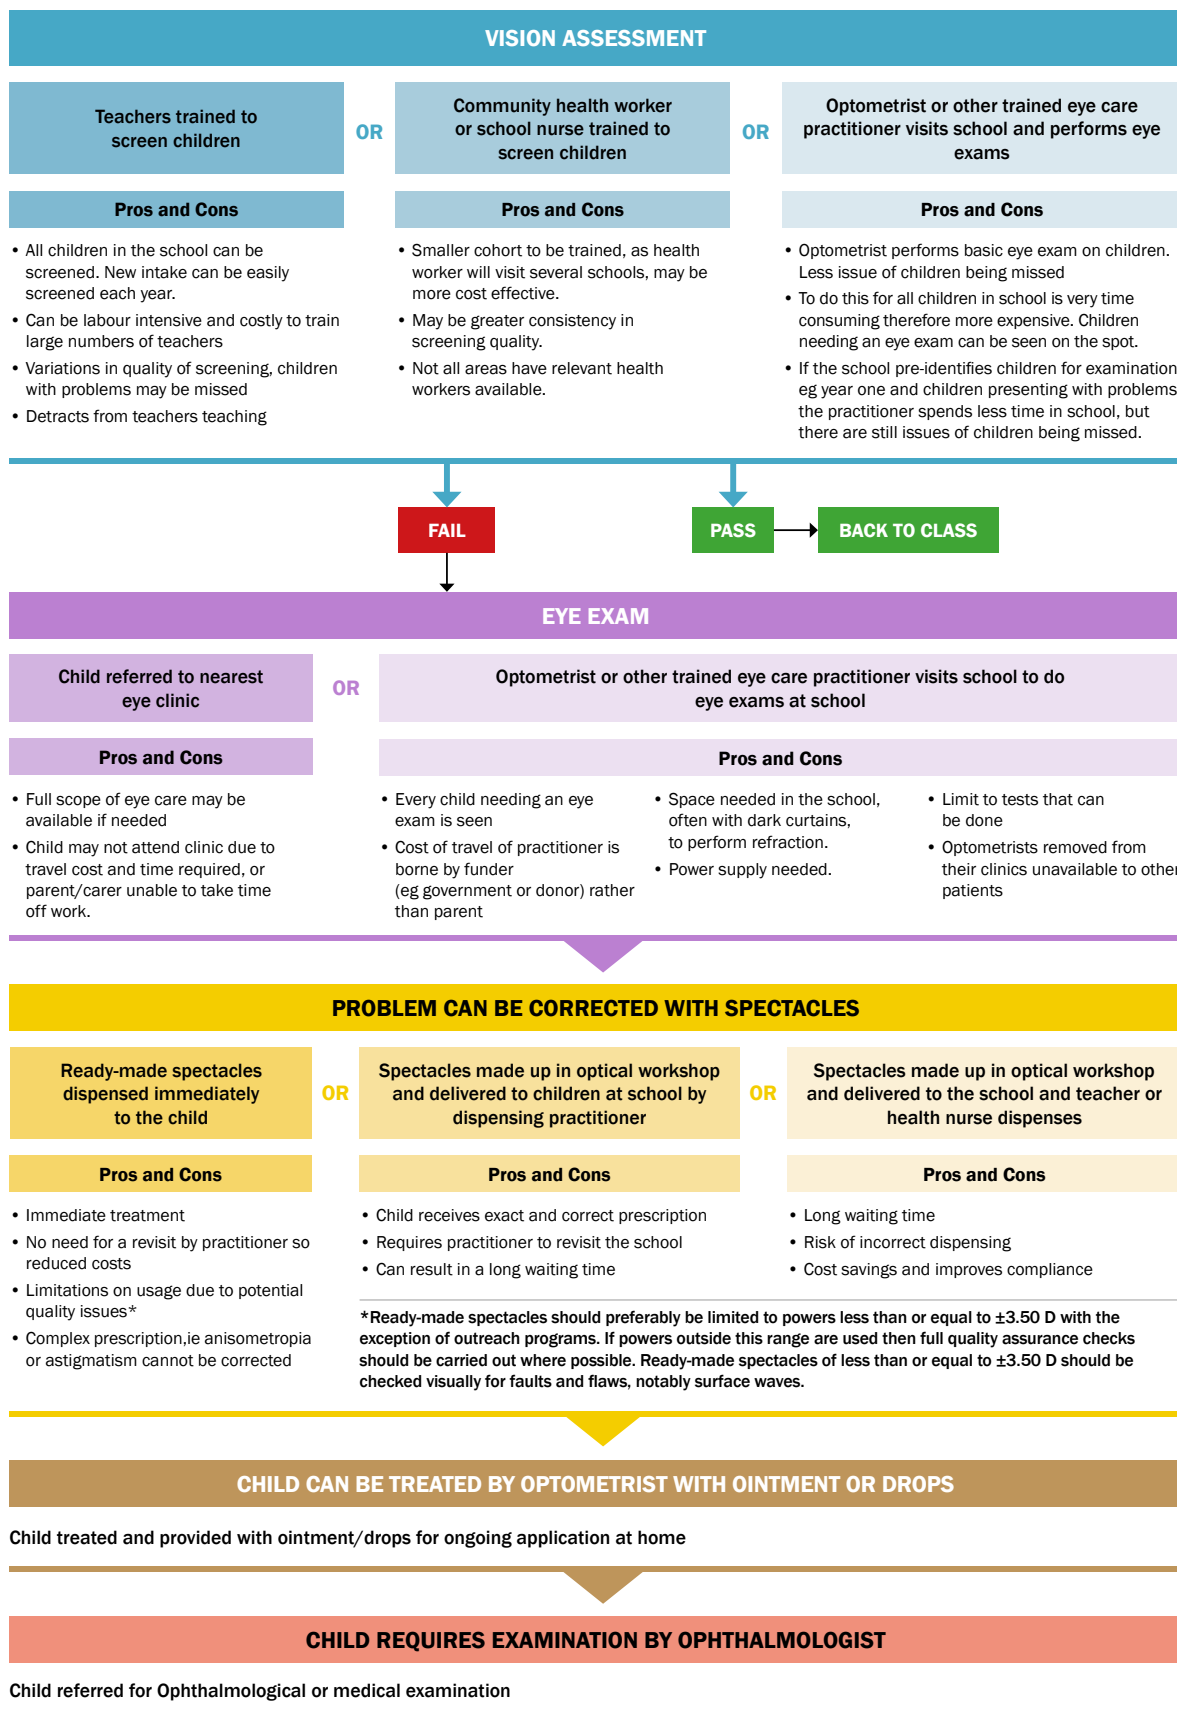 VISION ASSESSMENT
Teachers trained to
screen children
OR
Community health worker
or school nurse trained to
screen children
OR
Optometrist or other trained eye care
practitioner visits school and performs eye
exams
Pros and Cons
• All children in the school can be
screened. New intake can be easily
screened each year.
• Can be labour intensive and costly to train
large numbers of teachers
• Variations in quality of screening, children
with problems may be missed
• Detracts from teachers teaching
Pros and Cons
• Smaller cohort to be trained, as health
worker will visit several schools, may be
more cost effective.
• May be greater consistency in
screening quality.
• Not all areas have relevant health
workers available.
Pros and Cons
• Optometrist performs basic eye exam on children.
Less issue of children being missed
• To do this for all children in school is very time
consuming therefore more expensive. Children
needing an eye exam can be seen on the spot.
• If the school pre-identifies children for examination
eg year one and children presenting with problems
the practitioner spends less time in school, but
there are still issues of children being missed.
FAIL
PASS
BACK TO CLASS
EYE EXAM
Child referred to nearest
eye clinic
OR
Optometrist or other trained eye care practitioner visits school to do
eye exams at school
Pros and Cons
• Full scope of eye care may be
available if needed
• Child may not attend clinic due to
travel cost and time required, or
parent/carer unable to take time
off work.
Pros and Cons
• Every child needing an eye
exam is seen
• Cost of travel of practitioner is
borne by funder
(eg government or donor) rather
than parent
• Space needed in the school,
often with dark curtains,
to perform refraction.
• Power supply needed.
• Limit to tests that can
be done
• Optometrists removed from
their clinics unavailable to other
patients
PROBLEM CAN BE CORRECTED WITH SPECTACLES
Ready-made spectacles
dispensed immediately
to the child
OR
Spectacles made up in optical workshop
and delivered to children at school by
dispensing practitioner
OR
Spectacles made up in optical workshop
and delivered to the school and teacher or
health nurse dispenses
Pros and Cons
• Immediate treatment
• No need for a revisit by practitioner so
reduced costs
• Limitations on usage due to potential
quality issues*
• Complex prescription,ie anisometropia
or astigmatism cannot be corrected
Pros and Cons
• Child receives exact and correct prescription
• Requires practitioner to revisit the school
• Can result in a long waiting time
Pros and Cons
• Long waiting time
• Risk of incorrect dispensing
• Cost savings and improves compliance
*Ready-made spectacles should preferably be limited to powers less than or equal to ±3.50 D with the
exception of outreach programs. If powers outside this range are used then full quality assurance checks
should be carried out where possible. Ready-made spectacles of less than or equal to ±3.50 D should be
checked visually for faults and flaws, notably surface waves.
CHILD CAN BE TREATED BY OPTOMETRIST WITH OINTMENT OR DROPS
Child treated and provided with ointment/drops for ongoing application at home
CHILD REQUIRES EXAMINATION BY OPHTHALMOLOGIST
Child referred for Ophthalmological or medical examination